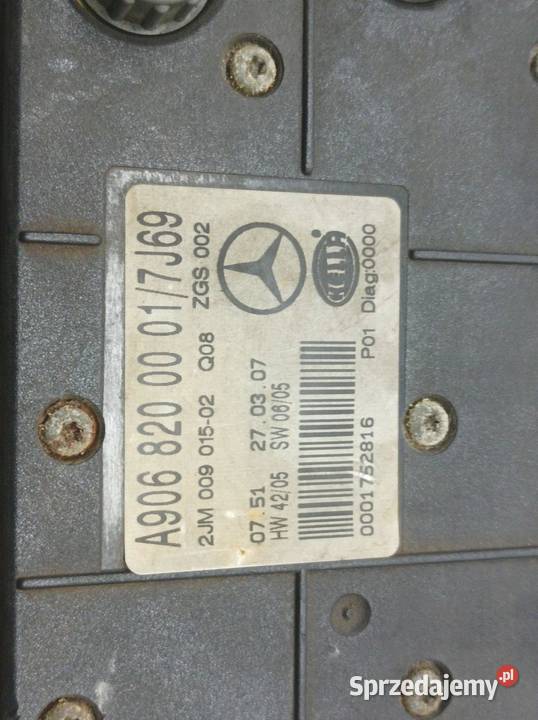 A906 820 00 01/7J69
2JM 009 015-02 Q08 ZGS 002
07.51 27.03.07
HW 42/05 SW 06/05
HELLA
0001752816 P01 Diag:0000
Sprzedajemy.pl